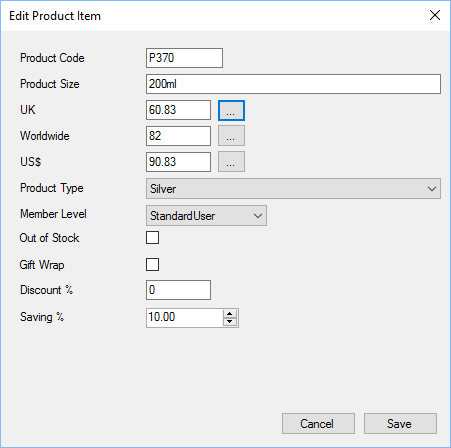 Edit Product Item
Product Code P370
Product Size 200ml
UK 60.83 ...
Worldwide 82 ...
US$ 90.83 ...
Product Type Silver
Member Level StandardUser
Out of Stock
Gift Wrap
Discount % 0
Saving % 10.00
Cancel Save